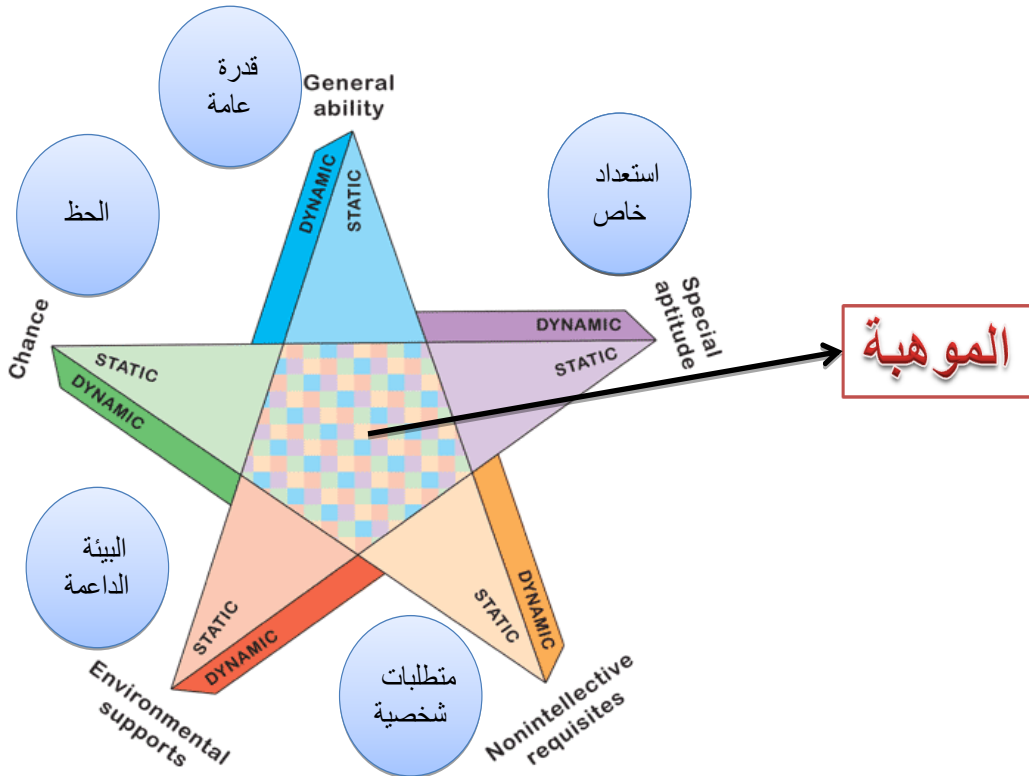 قدرة
عامة
General
ability
DYNAMIC
STATIC
استعداد
خاص
Special
aptitude
DYNAMIC
STATIC
الموهبة
الحظ
Chance
STATIC
DYNAMIC
البيئة
الداعمة
STATIC
DYNAMIC
Environmental
supports
متطلبات
شخصية
STATIC
DYNAMIC
Nonintellective
requisites